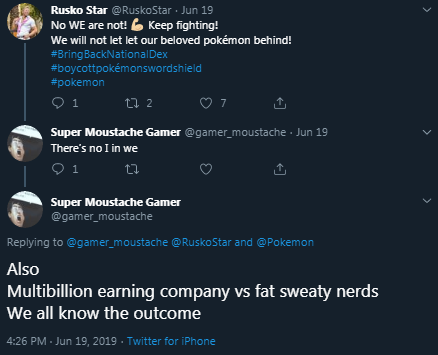 Rusko Star @RuskoStar · Jun 19
No WE are not! 💪🏼 Keep fighting!
We will not let let our beloved pokémon behind!
#BringBackNationalDex
#boycottpokémonswordshield
#pokemon
1 2 7
Super Moustache Gamer @gamer_moustache · Jun 19
There's no I in we
1
Super Moustache Gamer
@gamer_moustache
Replying to @gamer_moustache @RuskoStar and @Pokemon
Also
Multibillion earning company vs fat sweaty nerds
We all know the outcome
4:26 PM · Jun 19, 2019 · Twitter for iPhone